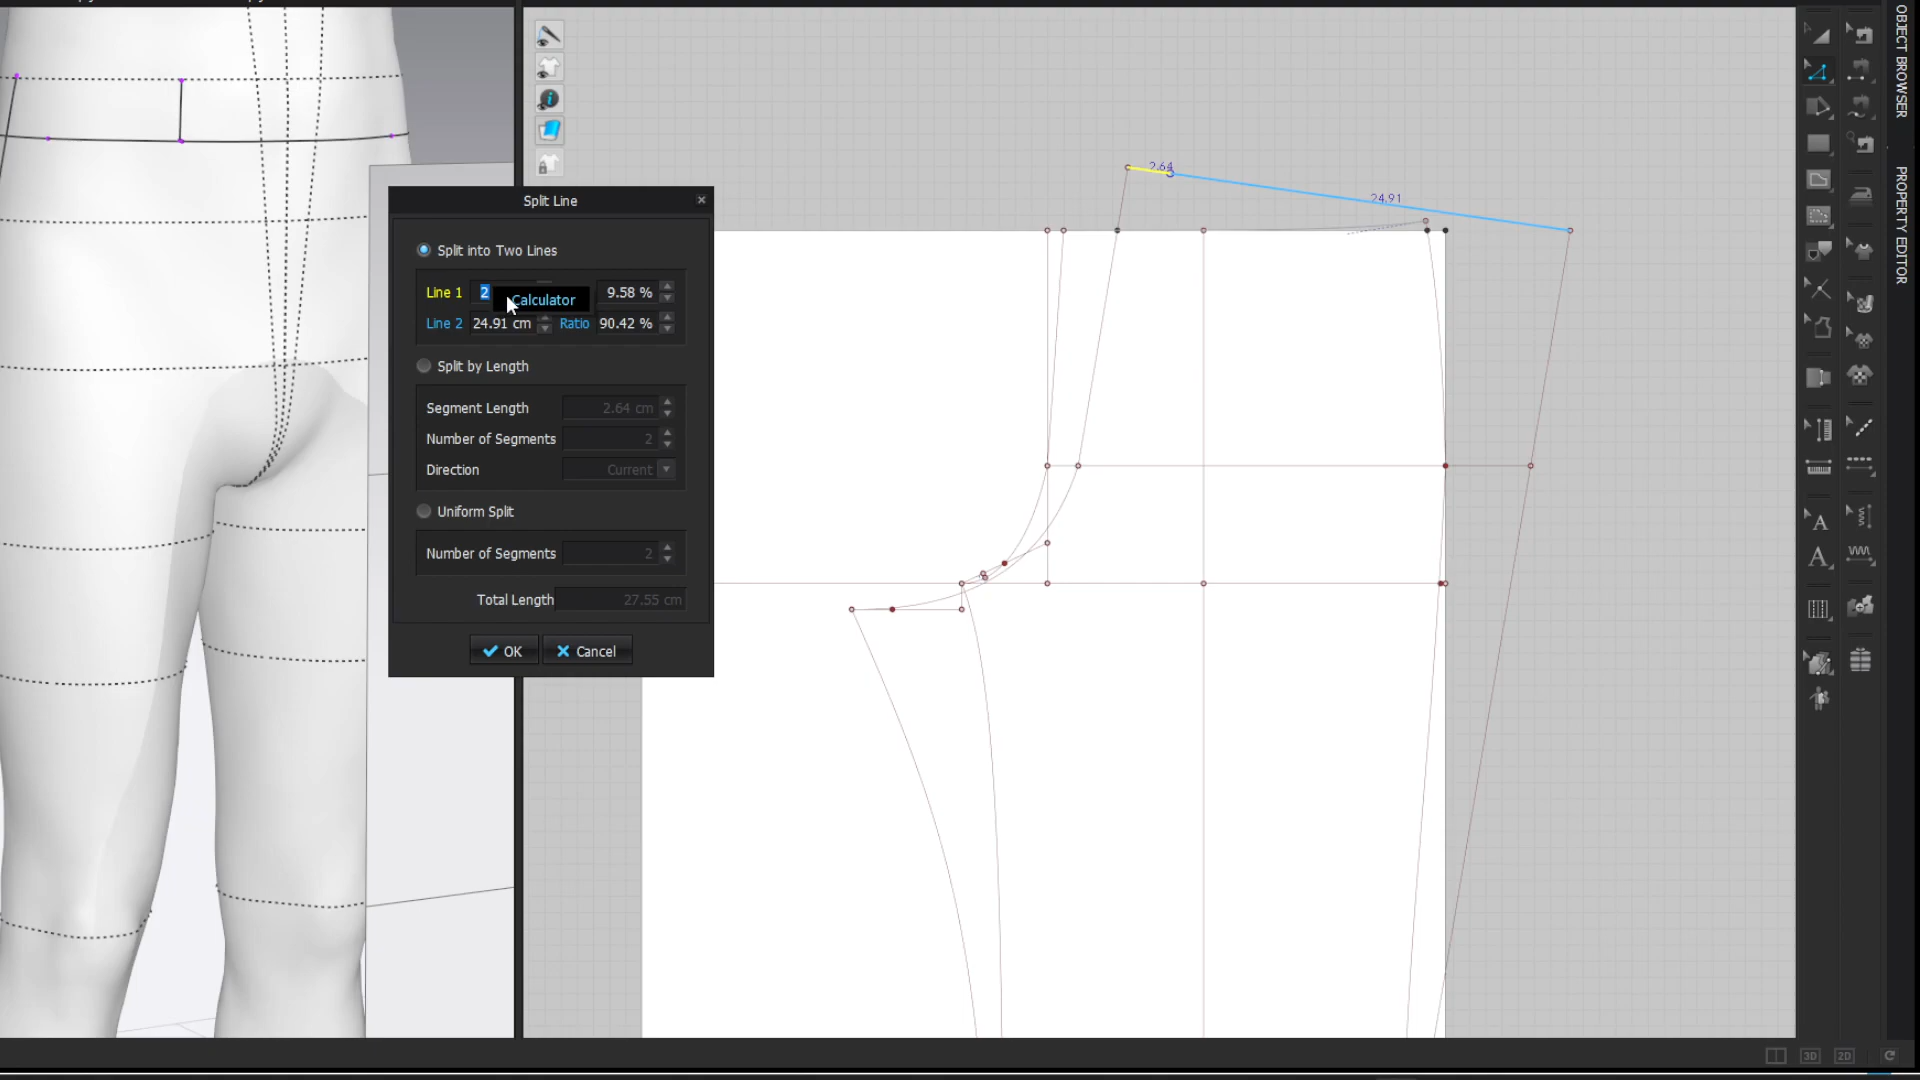 OBJECT BROWSER
PROPERTY EDITOR
2.64
24.91
Split Line
Split into Two Lines
Line 1 2 Calculator 9.58 %
Line 2 24.91 cm Ratio 90.42 %
Split by Length
Segment Length 2.64 cm
Number of Segments 2
Direction Current
Uniform Split
Number of Segments 2
Total Length 27.55 cm
OK Cancel
A
A
3D 2D